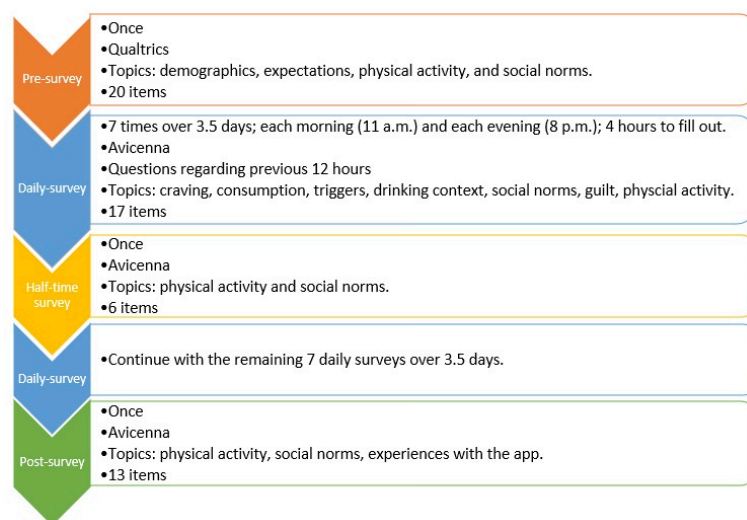 Pre-survey
•Once
•Qualtrics
•Topics: demographics, expectations, physical activity, and social norms.
•20 items
Daily-survey
•7 times over 3.5 days; each morning (11 a.m.) and each evening (8 p.m.); 4 hours to fill out.
•Avicenna
•Questions regarding previous 12 hours
•Topics: craving, consumption, triggers, drinking context, social norms, guilt, physcial activity.
•17 items
Half-time
survey
•Once
•Avicenna
•Topics: physical activity and social norms.
•6 items
Daily-survey
•Continue with the remaining 7 daily surveys over 3.5 days.
Post-survey
•Once
•Avicenna
•Topics: physical activity, social norms, experiences with the app.
•13 items